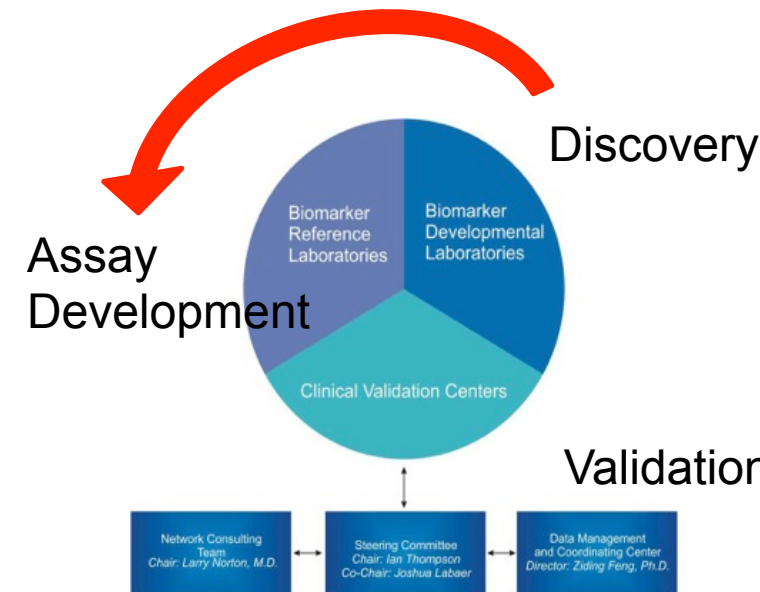 Discovery
Biomarker
Reference
Laboratories
Biomarker
Developmental
Laboratories
Assay
Development
Clinical Validation Centers
Validation
Network Consulting
Team
Chair: Larry Norton, M.D.
Steering Committee
Chair: Ian Thompson
Co-Chair: Joshua Labaer
Data Management
and Coordinating Center
Director: Ziding Feng, Ph.D.